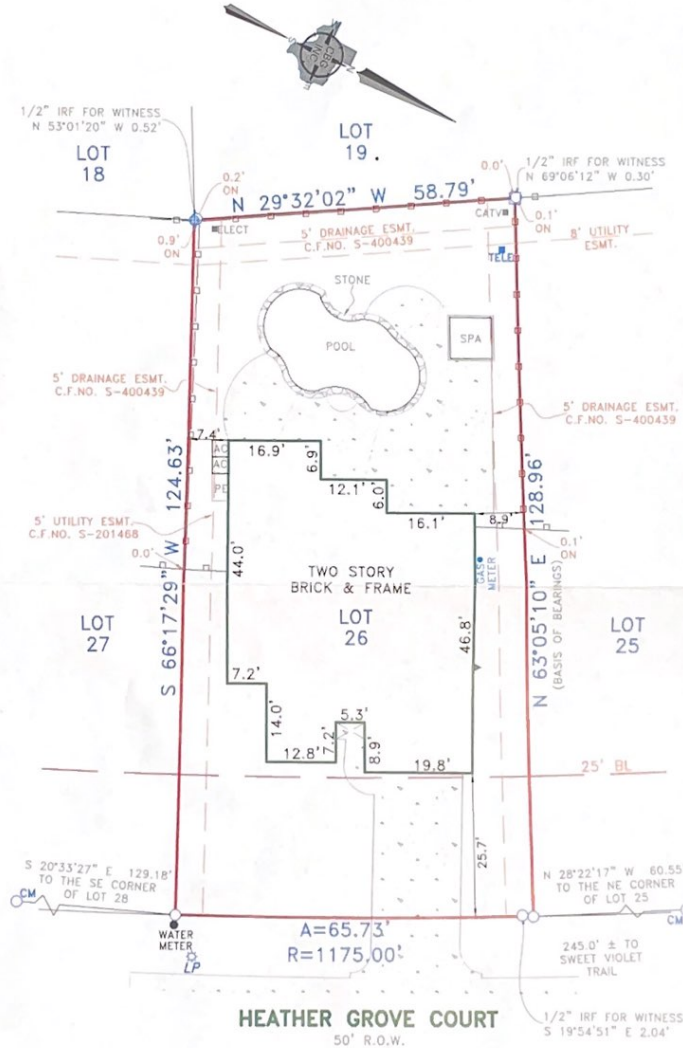 S
CBG
INC
N
1/2" IRF FOR WITNESS
N 53°01'20" W 0.52'
LOT
18
LOT
19
1/2" IRF FOR WITNESS
N 69°06'12" W 0.30'
0.2'
ON
N 29°32'02" W 58.79'
0.0'
0.1'
ON
CATV
0.9'
ON
ELECT
5' DRAINAGE ESMT.
C.F.NO. S-400439
8' UTILITY
ESMT.
TELE
STONE
POOL
SPA
5' DRAINAGE ESMT.
C.F.NO. S-400439
5' DRAINAGE ESMT.
C.F.NO. S-400439
7.4'
16.9'
6.9'
AC
AC
PE
12.1'
6.0'
16.1'
8.9'
0.1'
ON
5' UTILITY ESMT.
C.F.NO. S-201468
0.0'
S 66°17'29" W 124.63'
44.0'
TWO STORY
BRICK & FRAME
LOT
26
GAS
METER
46.8'
N 63°05'10" E 128.96'
(BASIS OF BEARINGS)
LOT
27
LOT
25
7.2'
14.0'
12.8'
7.2'
5.3'
8.9'
19.8'
25' BL
25.7'
S 20°33'27" E 129.18'
TO THE SE CORNER
OF LOT 28
CM
N 28°22'17" W 60.55
TO THE NE CORNER
OF LOT 25
CM
WATER
METER
LP
A=65.73'
R=1175.00'
245.0' ± TO
SWEET VIOLET
TRAIL
HEATHER GROVE COURT
50' R.O.W.
1/2" IRF FOR WITNESS
S 19°54'51" E 2.04'